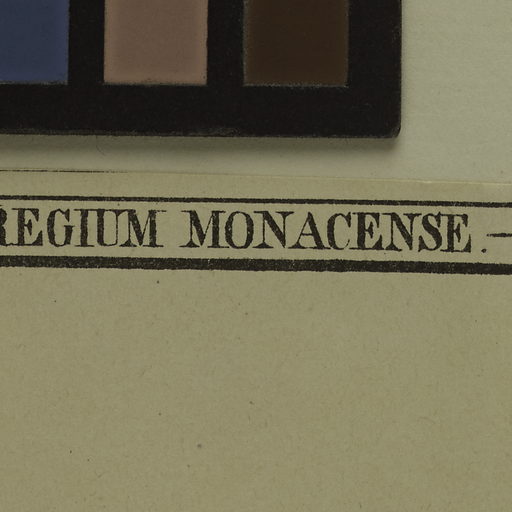 REGIUM MONACENSE. —